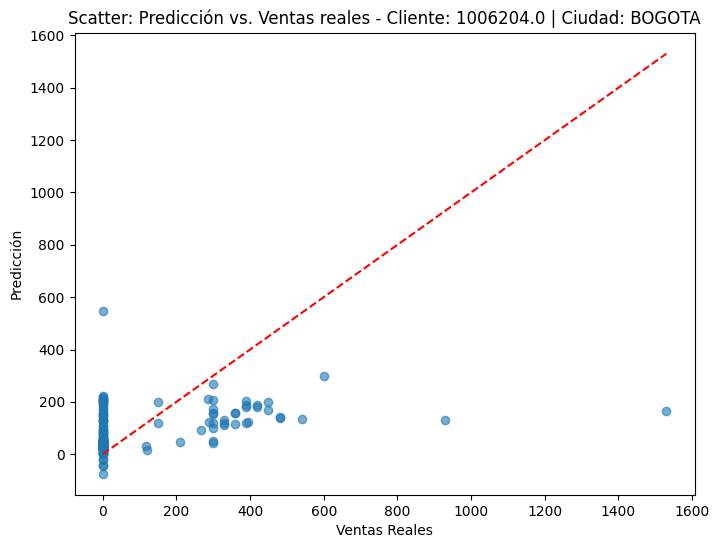 Scatter: Predicción vs. Ventas reales - Cliente: 1006204.0 | Ciudad: BOGOTA
1600
1400
1200
1000
800
600
400
200
0
Predicción
0 200 400 600 800 1000 1200 1400 1600
Ventas Reales